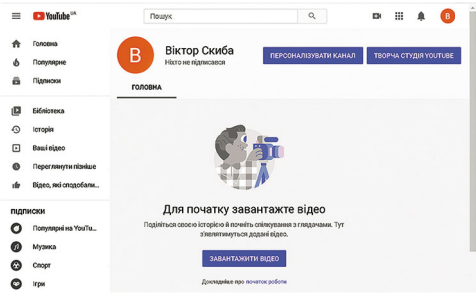 YouTube UA
Пошук
В
Головна
Популярне
Підписки
Бібліотека
Історія
Ваші відео
Переглянути пізніше
Відео, які сподобали...
ПІДПИСКИ
Популярні на YouTu...
Музика
Спорт
Ігри
В
Віктор Скиба
Ніхто не підписався
ПЕРСОНАЛІЗУВАТИ КАНАЛ
ТВОРЧА СТУДІЯ YOUTUBE
ГОЛОВНА
Для початку завантажте відео
Поділіться своєю історією й почніть спілкування з глядачами. Тут
з'являтимуться додані відео.
ЗАВАНТАЖИТИ ВІДЕО
Докладніше про початок роботи